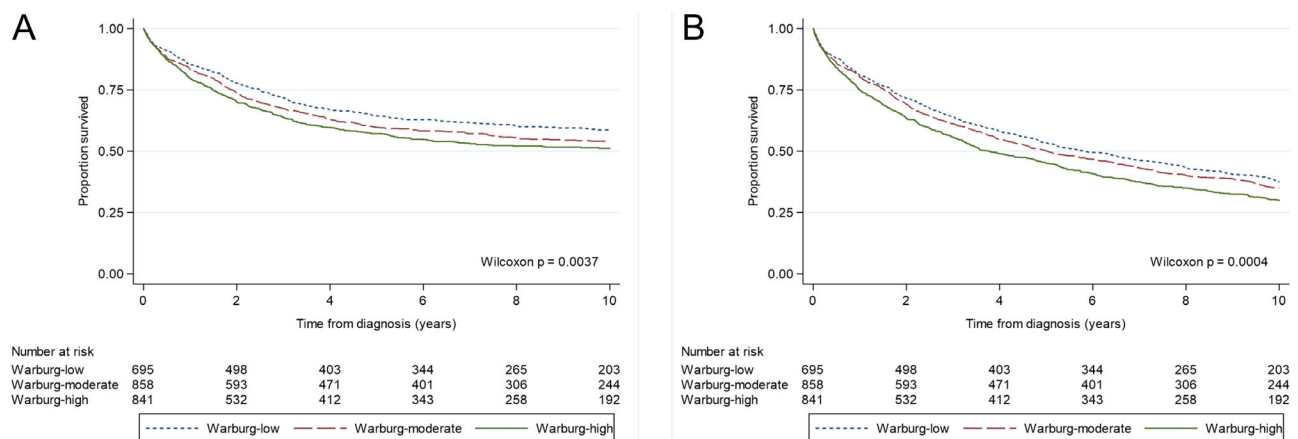 A
1.00
0.75
0.50
0.25
0.00
Proportion survived
Wilcoxon p = 0.0037
0 2 4 6 8 10
Time from diagnosis (years)
Number at risk
Warburg-low 695 498 403 344 265 203
Warburg-moderate 858 593 471 401 306 244
Warburg-high 841 532 412 343 258 192
Warburg-low Warburg-moderate Warburg-high
B
1.00
0.75
0.50
0.25
0.00
Proportion survived
Wilcoxon p = 0.0004
0 2 4 6 8 10
Time from diagnosis (years)
Number at risk
Warburg-low 695 498 403 344 265 203
Warburg-moderate 858 593 471 401 306 244
Warburg-high 841 532 412 343 258 192
Warburg-low Warburg-moderate Warburg-high